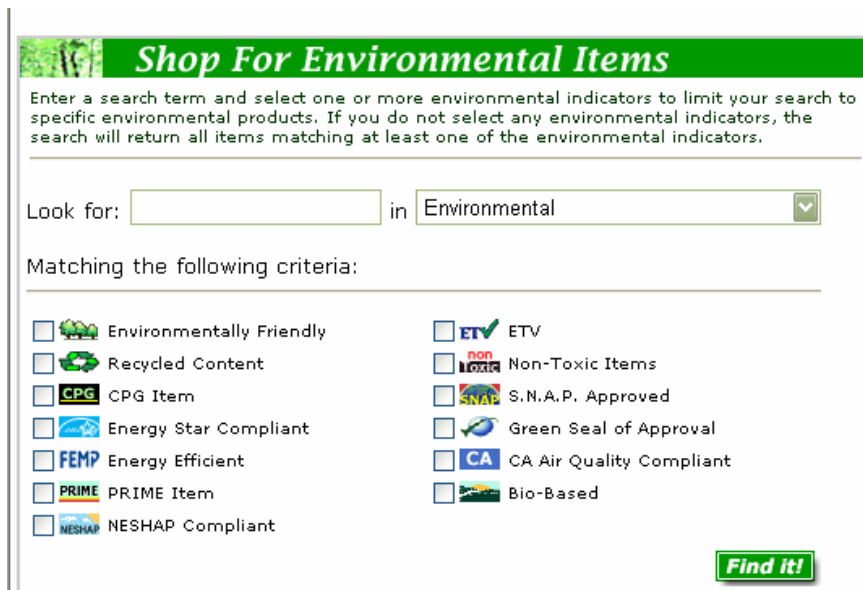 Shop For Environmental Items
Enter a search term and select one or more environmental indicators to limit your search to
specific environmental products. If you do not select any environmental indicators, the
search will return all items matching at least one of the environmental indicators.
Look for: in Environmental
Matching the following criteria:
Environmentally Friendly
Recycled Content
CPG CPG Item
Energy Star Compliant
FEMP Energy Efficient
PRIME PRIME Item
NESHAP NESHAP Compliant
ETV ETV
non
Toxic Non-Toxic Items
SNAP S.N.A.P. Approved
Green Seal of Approval
CA CA Air Quality Compliant
Bio-Based
Find it!